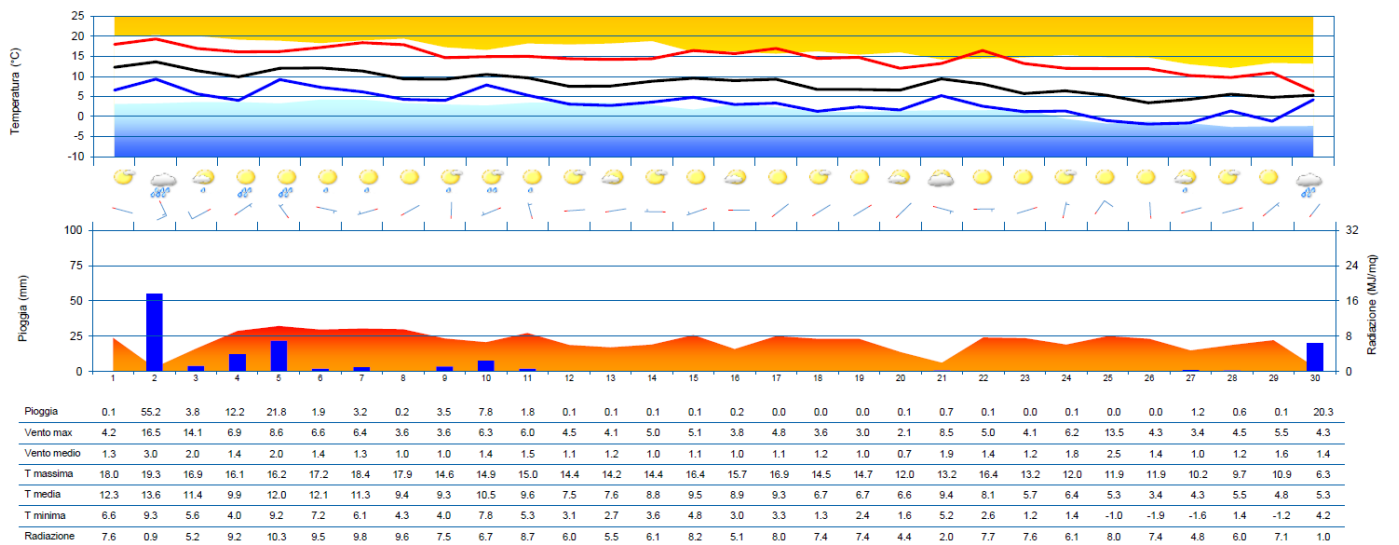 Temperatura (°C)
25
20
15
10
5
0
-5
-10
Pioggia (mm)
100
75
50
25
0
Radiazione (MJ/mq)
32
24
16
8
0
1 2 3 4 5 6 7 8 9 10 11 12 13 14 15 16 17 18 19 20 21 22 23 24 25 26 27 28 29 30
Pioggia 0.1 55.2 3.8 12.2 21.8 1.9 3.2 0.2 3.5 7.8 1.8 0.1 0.1 0.1 0.1 0.2 0.0 0.0 0.0 0.1 0.7 0.1 0.0 0.1 0.0 0.0 1.2 0.6 0.1 20.3
Vento max 4.2 16.5 14.1 6.9 8.6 6.6 6.4 3.6 3.6 6.3 6.0 4.5 4.1 5.0 5.1 3.8 4.8 3.6 3.0 2.1 8.5 5.0 4.1 6.2 13.5 4.3 3.4 4.5 5.5 4.3
Vento medio 1.3 3.0 2.0 1.4 2.0 1.4 1.3 1.0 1.0 1.4 1.5 1.1 1.2 1.0 1.1 1.0 1.1 1.2 1.0 0.7 1.9 1.4 1.2 1.8 2.5 1.4 1.0 1.2 1.6 1.4
T massima 18.0 19.3 16.9 16.1 16.2 17.2 18.4 17.9 14.6 14.9 15.0 14.4 14.2 14.4 16.4 15.7 16.9 14.5 14.7 12.0 13.2 16.4 13.2 12.0 11.9 11.9 10.2 9.7 10.9 6.3
T media 12.3 13.6 11.4 9.9 12.0 12.1 11.3 9.4 9.3 10.5 9.6 7.5 7.6 8.8 9.5 8.9 9.3 6.7 6.7 6.6 9.4 8.1 5.7 6.4 5.3 3.4 4.3 5.5 4.8 5.3
T minima 6.6 9.3 5.6 4.0 9.2 7.2 6.1 4.3 4.0 7.8 5.3 3.1 2.7 3.6 4.8 3.0 3.3 1.3 2.4 1.6 5.2 2.6 1.2 1.4 -1.0 -1.9 -1.6 1.4 -1.2 4.2
Radiazione 7.6 0.9 5.2 9.2 10.3 9.5 9.8 9.6 7.5 6.7 8.7 6.0 5.5 6.1 8.2 5.1 8.0 7.4 7.4 4.4 2.0 7.7 7.6 6.1 8.0 7.4 4.8 6.0 7.1 1.0